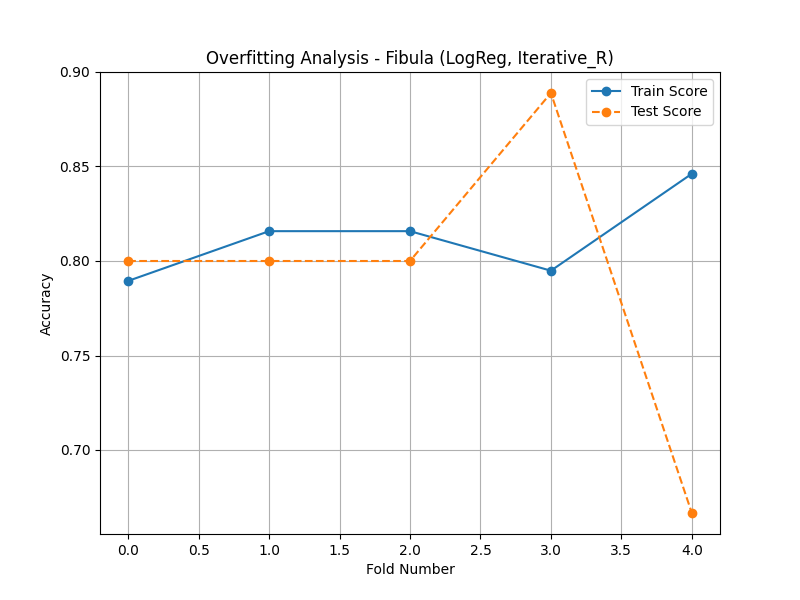 Overfitting Analysis - Fibula (LogReg, Iterative_R)
Train Score
Test Score
0.90
0.85
0.80
0.75
0.70
Accuracy
0.0 0.5 1.0 1.5 2.0 2.5 3.0 3.5 4.0
Fold Number